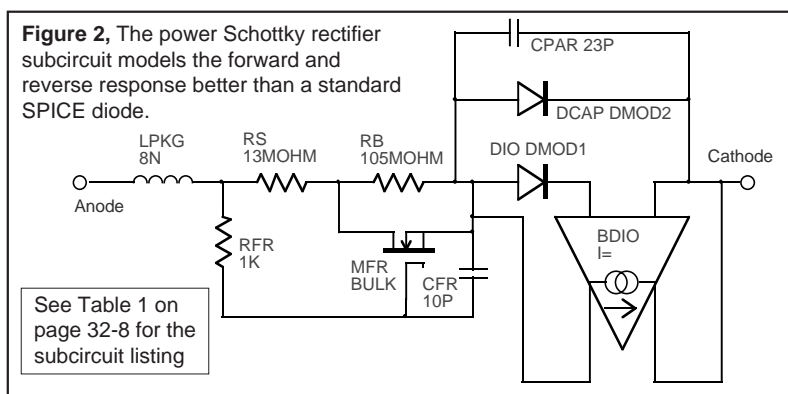 Figure 2, The power Schottky rectifier
subcircuit models the forward and
reverse response better than a standard
SPICE diode.
CPAR 23P
DCAP DMOD2
LPKG
8N
RS
13MOHM
RB
105MOHM
DIO DMOD1
Cathode
Anode
RFR
1K
MFR
BULK
CFR
10P
BDIO
I=
See Table 1 on
page 32-8 for the
subcircuit listing